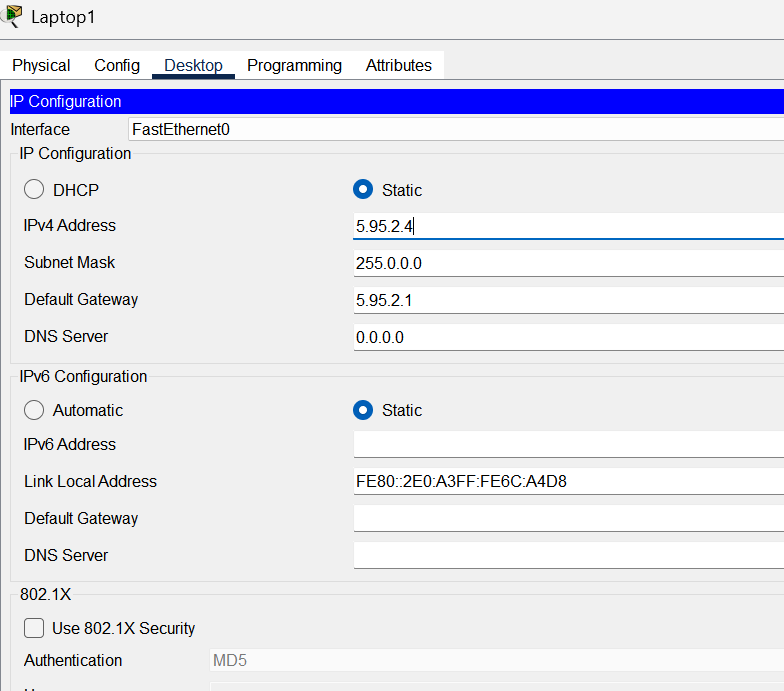 Laptop1
Physical Config Desktop Programming Attributes
IP Configuration
Interface FastEthernet0
IP Configuration
DHCP Static
IPv4 Address 5.95.2.4
Subnet Mask 255.0.0.0
Default Gateway 5.95.2.1
DNS Server 0.0.0.0
IPv6 Configuration
Automatic Static
IPv6 Address
Link Local Address FE80::2E0:A3FF:FE6C:A4D8
Default Gateway
DNS Server
802.1X
Use 802.1X Security
Authentication MD5